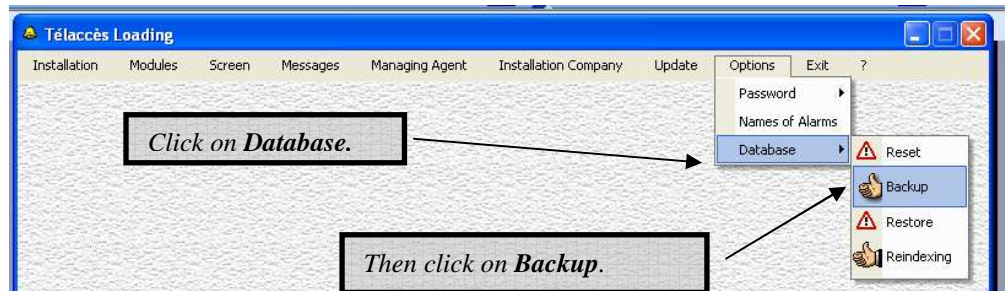 Télaccès Loading
Installation Modules Screen Messages Managing Agent Installation Company Update Options Exit ?
Password
Names of Alarms
Click on Database.
Database
Reset
Backup
Restore
Then click on Backup.
Reindexing